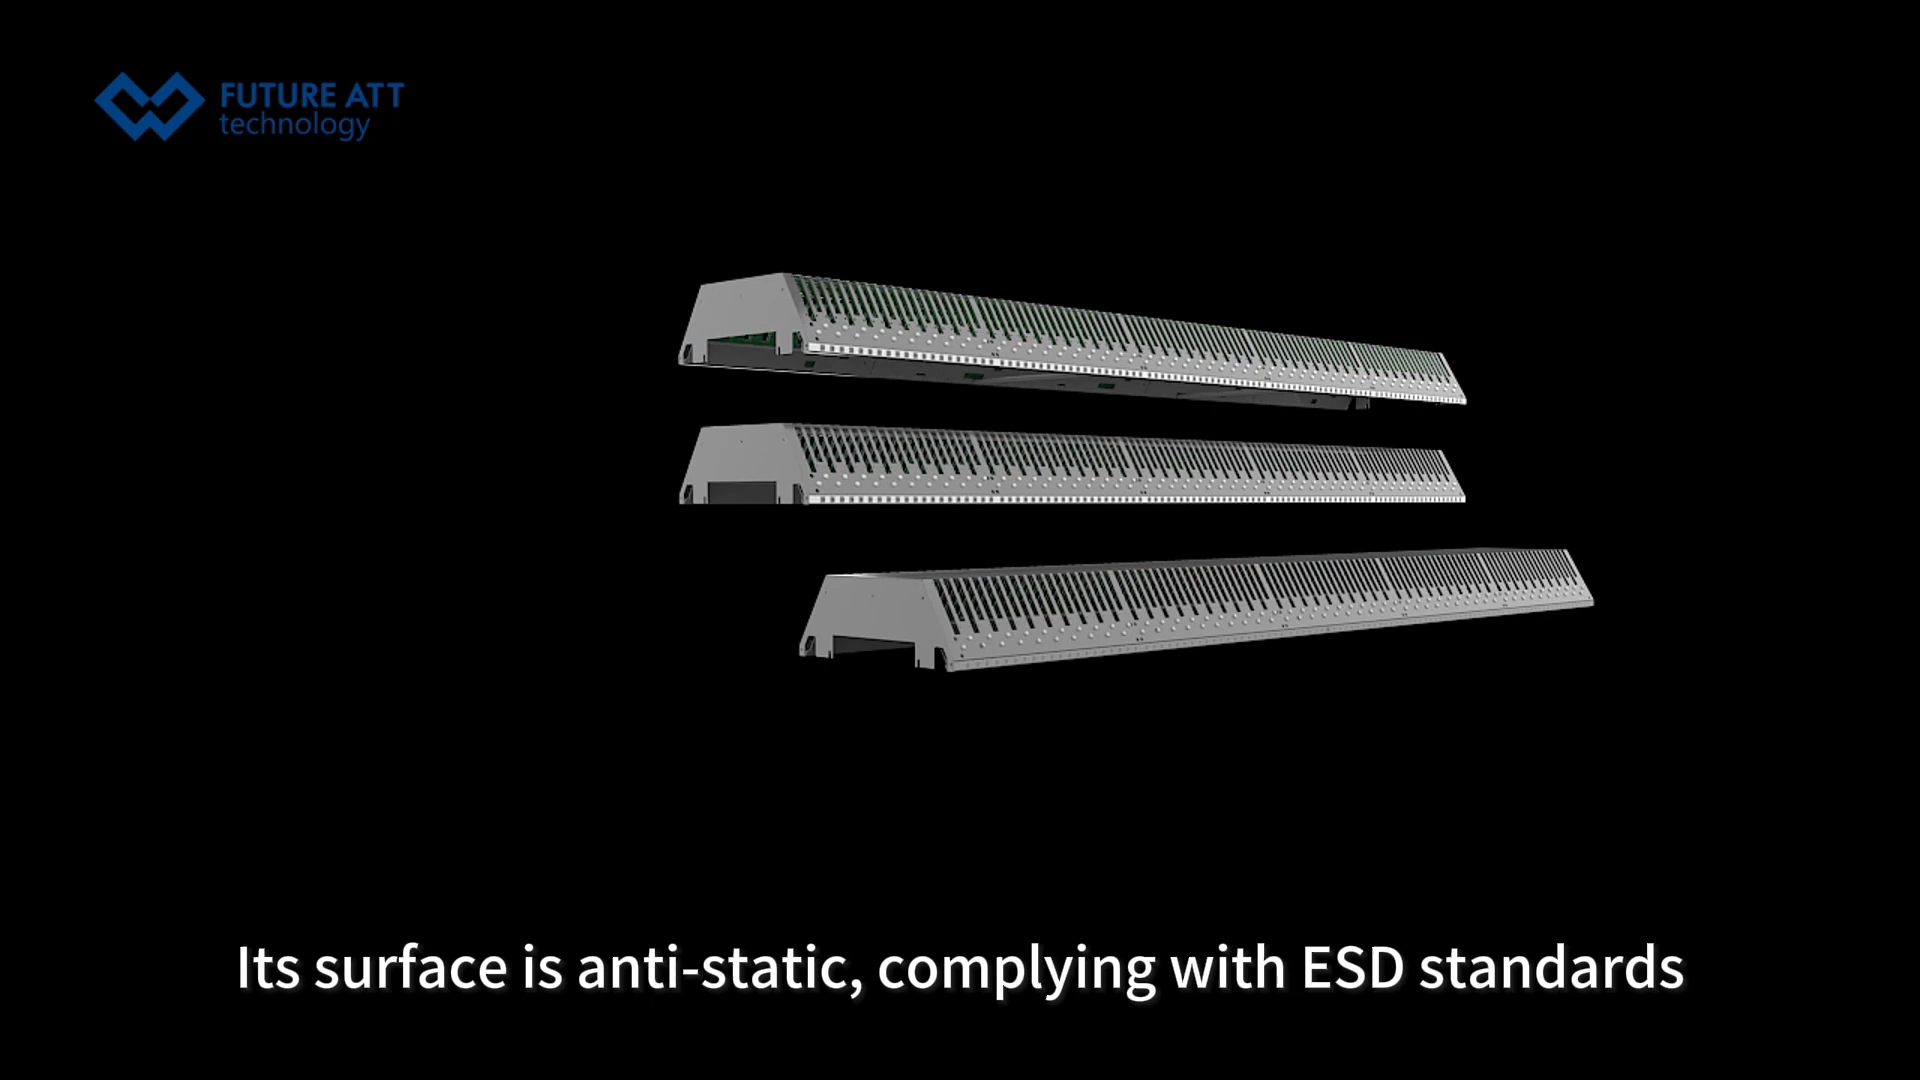 FUTURE ATT
technology
Its surface is anti-static, complying with ESD standards